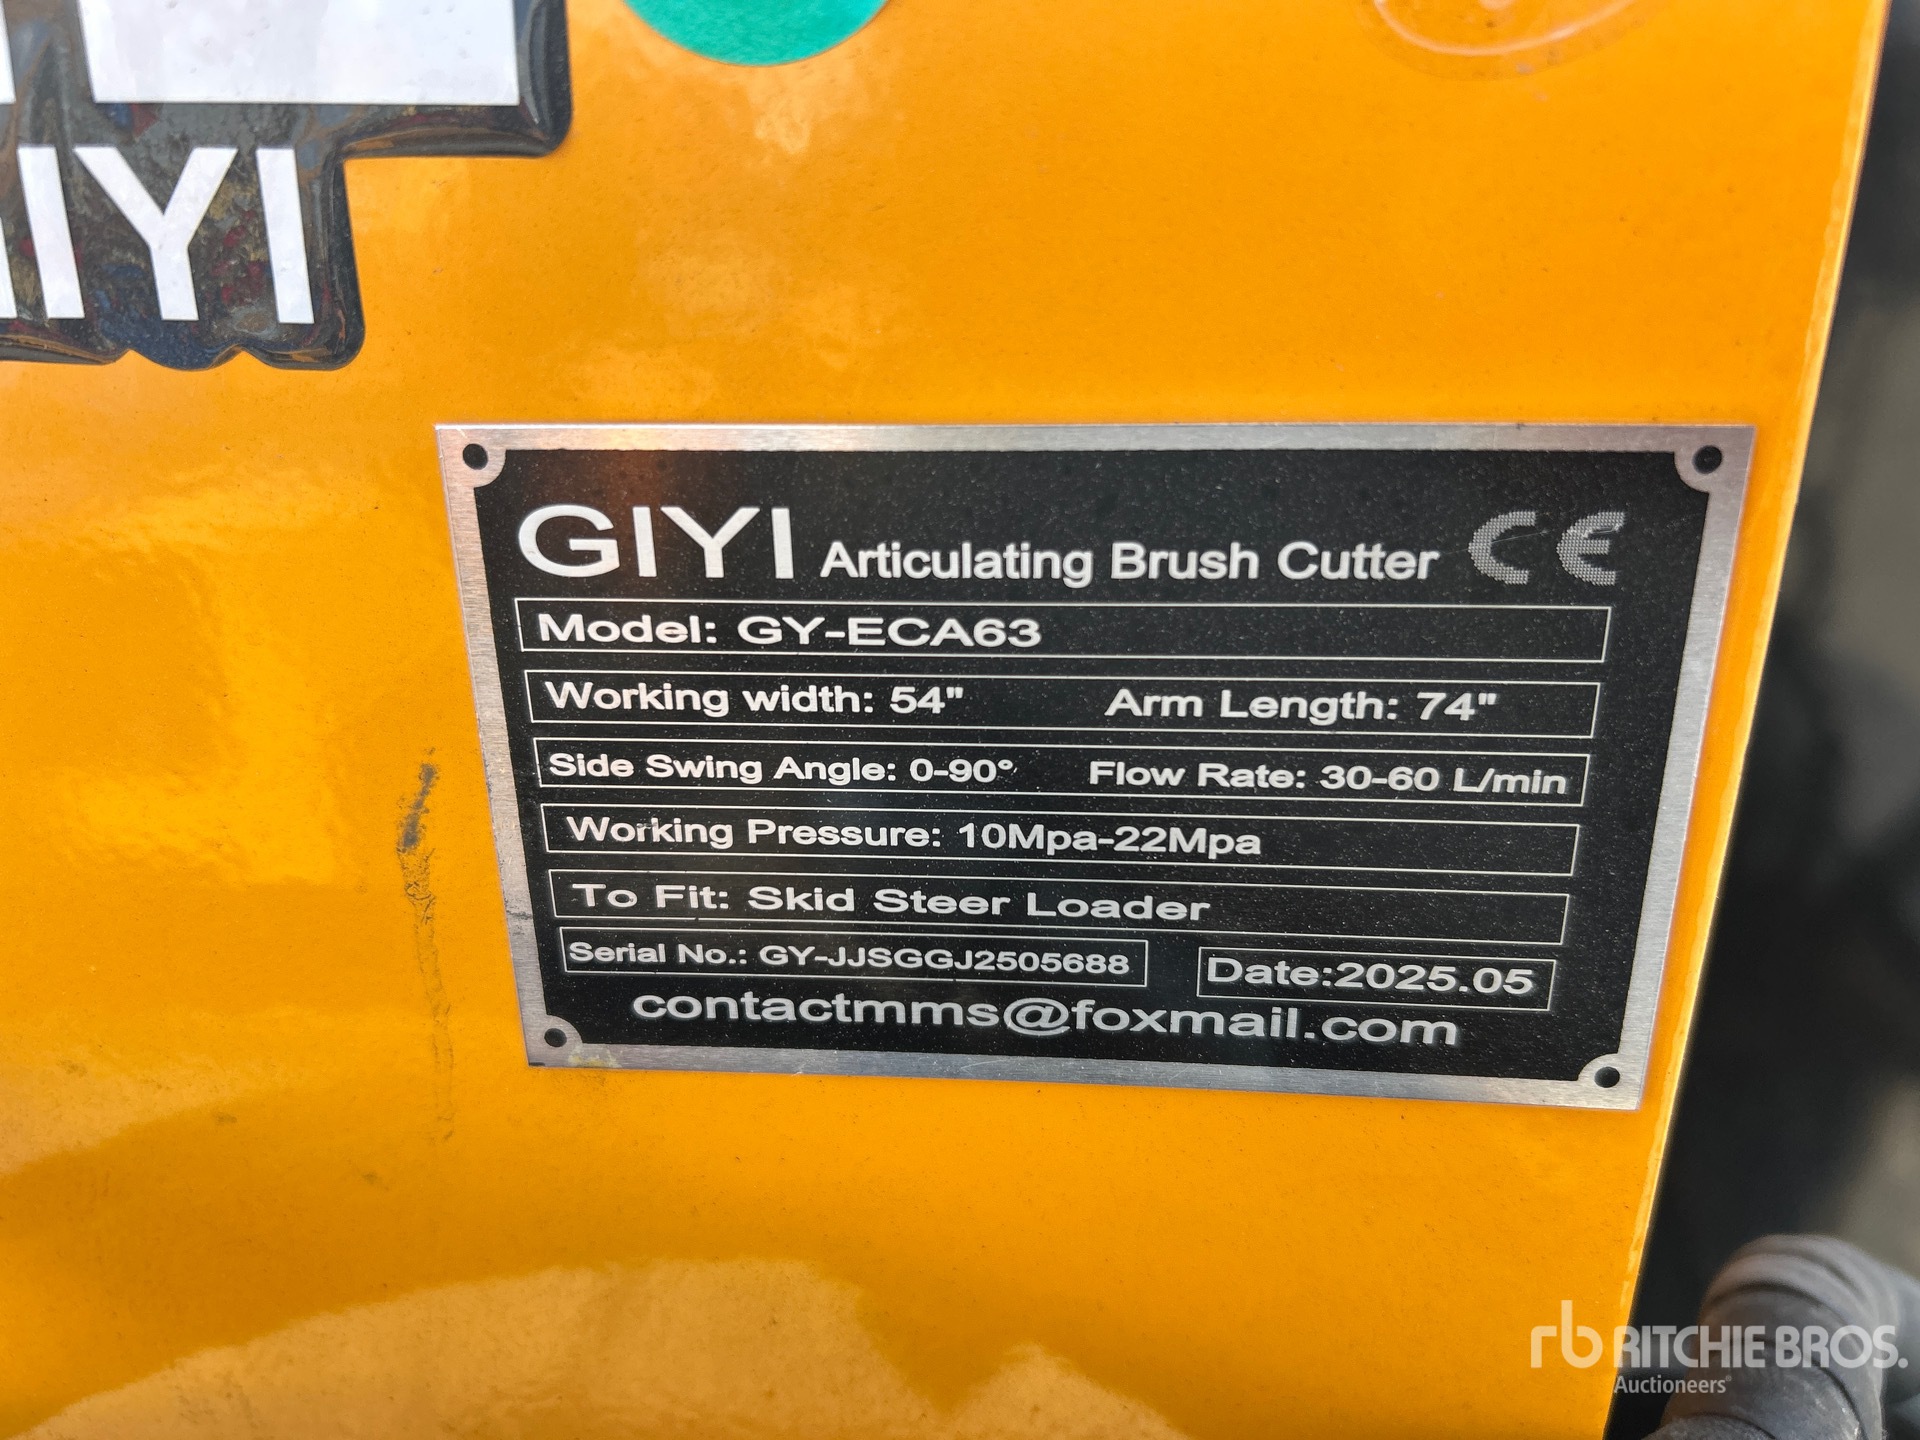 IYI
GIYI Articulating Brush Cutter CE
Model: GY-ECA63
Working width: 54" Arm Length: 74"
Side Swing Angle: 0-90° Flow Rate: 30-60 L/min
Working Pressure: 10Mpa-22Mpa
To Fit: Skid Steer Loader
Serial No.: GY-JJSGGJ2505688 Date:2025.05
contactmms@foxmail.com
rb RITCHIE BROS.
Auctioneers